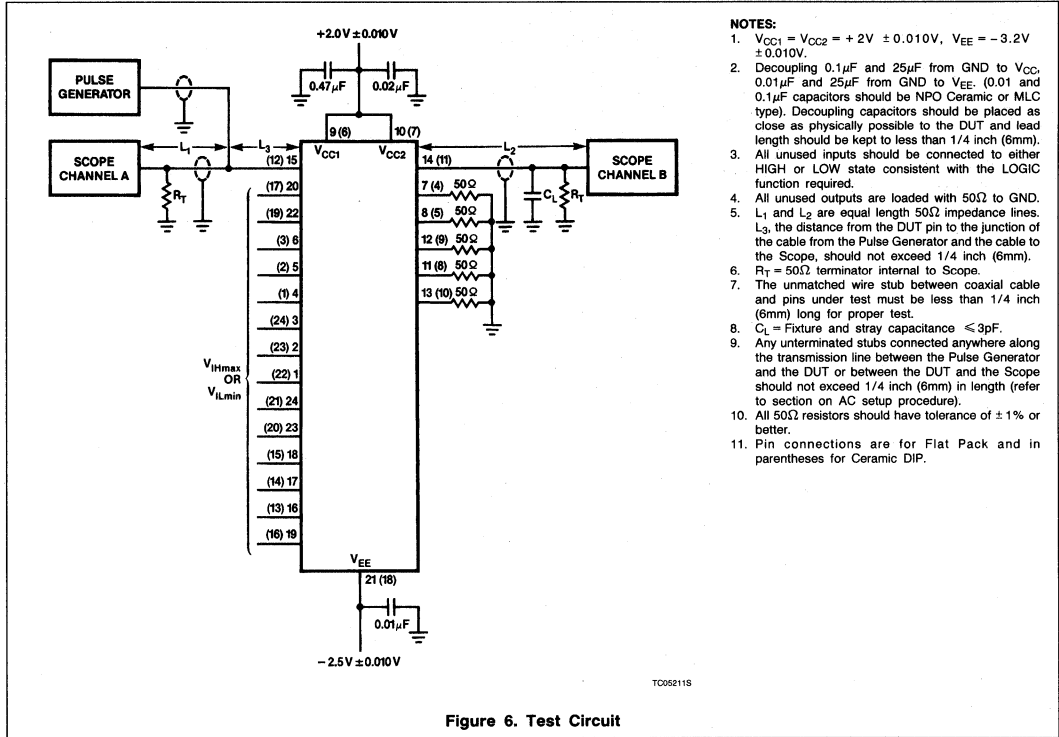 +2.0 V ± 0.010 V
PULSE
GENERATOR
0.47μF
0.02μF
9 (6)
10 (7)
L1
L3
L2
VCC1
VCC2
SCOPE
CHANNEL A
(12) 15
14 (11)
SCOPE
CHANNEL B
RT
CL
RT
(17) 20
7 (4) 50Ω
(19) 22
8 (5) 50Ω
(3) 6
12 (9) 50Ω
(2) 5
11 (8) 50Ω
(1) 4
13 (10) 50Ω
(24) 3
(23) 2
VIHmax
OR
VILmin
(22) 1
(21) 24
(20) 23
(15) 18
(14) 17
(13) 16
(16) 19
VEE
21 (18)
0.01μF
− 2.5 V ± 0.010 V
NOTES:
1. VCC1 = VCC2 = + 2V ± 0.010V, VEE = − 3.2V
± 0.010V.
2. Decoupling 0.1μF and 25μF from GND to VCC,
0.01μF and 25μF from GND to VEE. (0.01 and
0.1μF capacitors should be NPO Ceramic or MLC
type). Decoupling capacitors should be placed as
close as physically possible to the DUT and lead
length should be kept to less than 1/4 inch (6mm).
3. All unused inputs should be connected to either
HIGH or LOW state consistent with the LOGIC
function required.
4. All unused outputs are loaded with 50Ω to GND.
5. L1 and L2 are equal length 50Ω impedance lines.
L3, the distance from the DUT pin to the junction
of the cable from the Pulse Generator and the cable to
the Scope, should not exceed 1/4 inch (6mm).
6. RT = 50Ω terminator internal to Scope.
7. The unmatched wire stub between coaxial cable
and pins under test must be less than 1/4 inch
(6mm) long for proper test.
8. CL = Fixture and stray capacitance ⩽ 3pF.
9. Any unterminated stubs connected anywhere along
the transmission line between the Pulse Generator
and the DUT or between the DUT and the Scope
should not exceed 1/4 inch (6mm) in length (refer
to section on AC setup procedure).
10. All 50Ω resistors should have tolerance of ± 1% or
better.
11. Pin connections are for Flat Pack and in
parentheses for Ceramic DIP.
TC05211S
Figure 6. Test Circuit